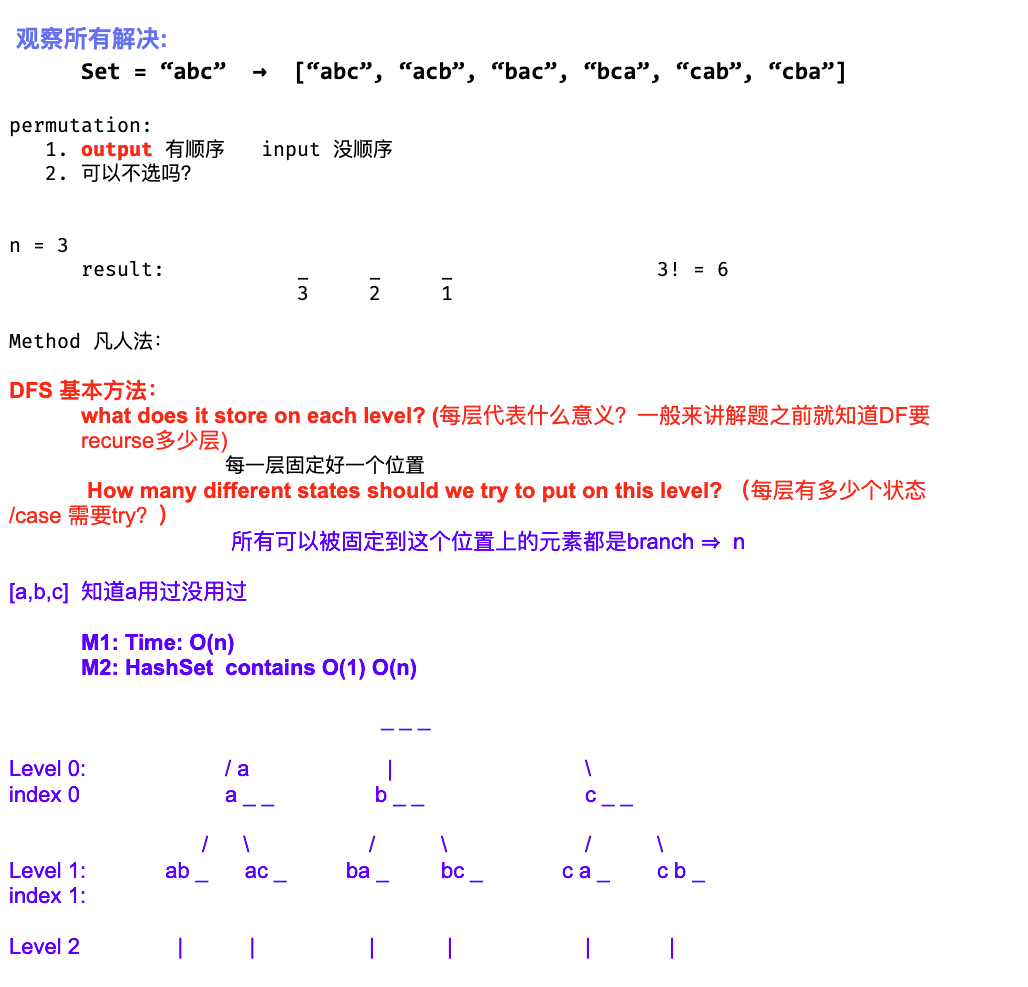 观察所有解决:
Set = “abc” → [“abc”, “acb”, “bac”, “bca”, “cab”, “cba”]
permutation:
1. output 有顺序 input 没顺序
2. 可以不选吗?
n = 3
result: _ _ _ 3! = 6
3 2 1
Method 凡人法:
DFS 基本方法:
what does it store on each level? (每层代表什么意义? 一般来讲解题之前就知道DF要
recurse多少层)
每一层固定好一个位置
How many different states should we try to put on this level? （每层有多少个状态
/case 需要try? ）
所有可以被固定到这个位置上的元素都是branch ⇒ n
[a,b,c] 知道a用过没用过
M1: Time: O(n)
M2: HashSet contains O(1) O(n)
_ _ _
Level 0: / a | \
index 0 a _ _ b _ _ c _ _
/ \ / \ / \
Level 1: ab _ ac _ ba _ bc _ c a _ c b _
index 1:
Level 2 | | | | | |